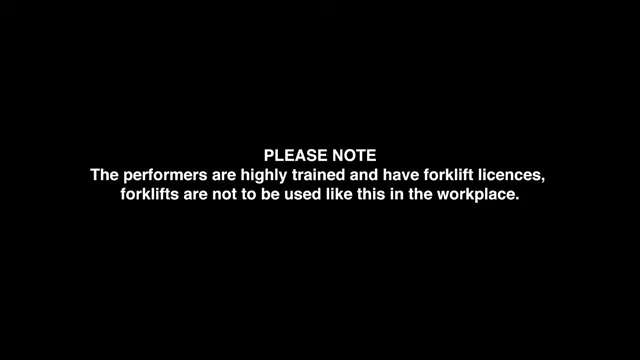 PLEASE NOTE
The performers are highly trained and have forklift licences,
forklifts are not to be used like this in the workplace.